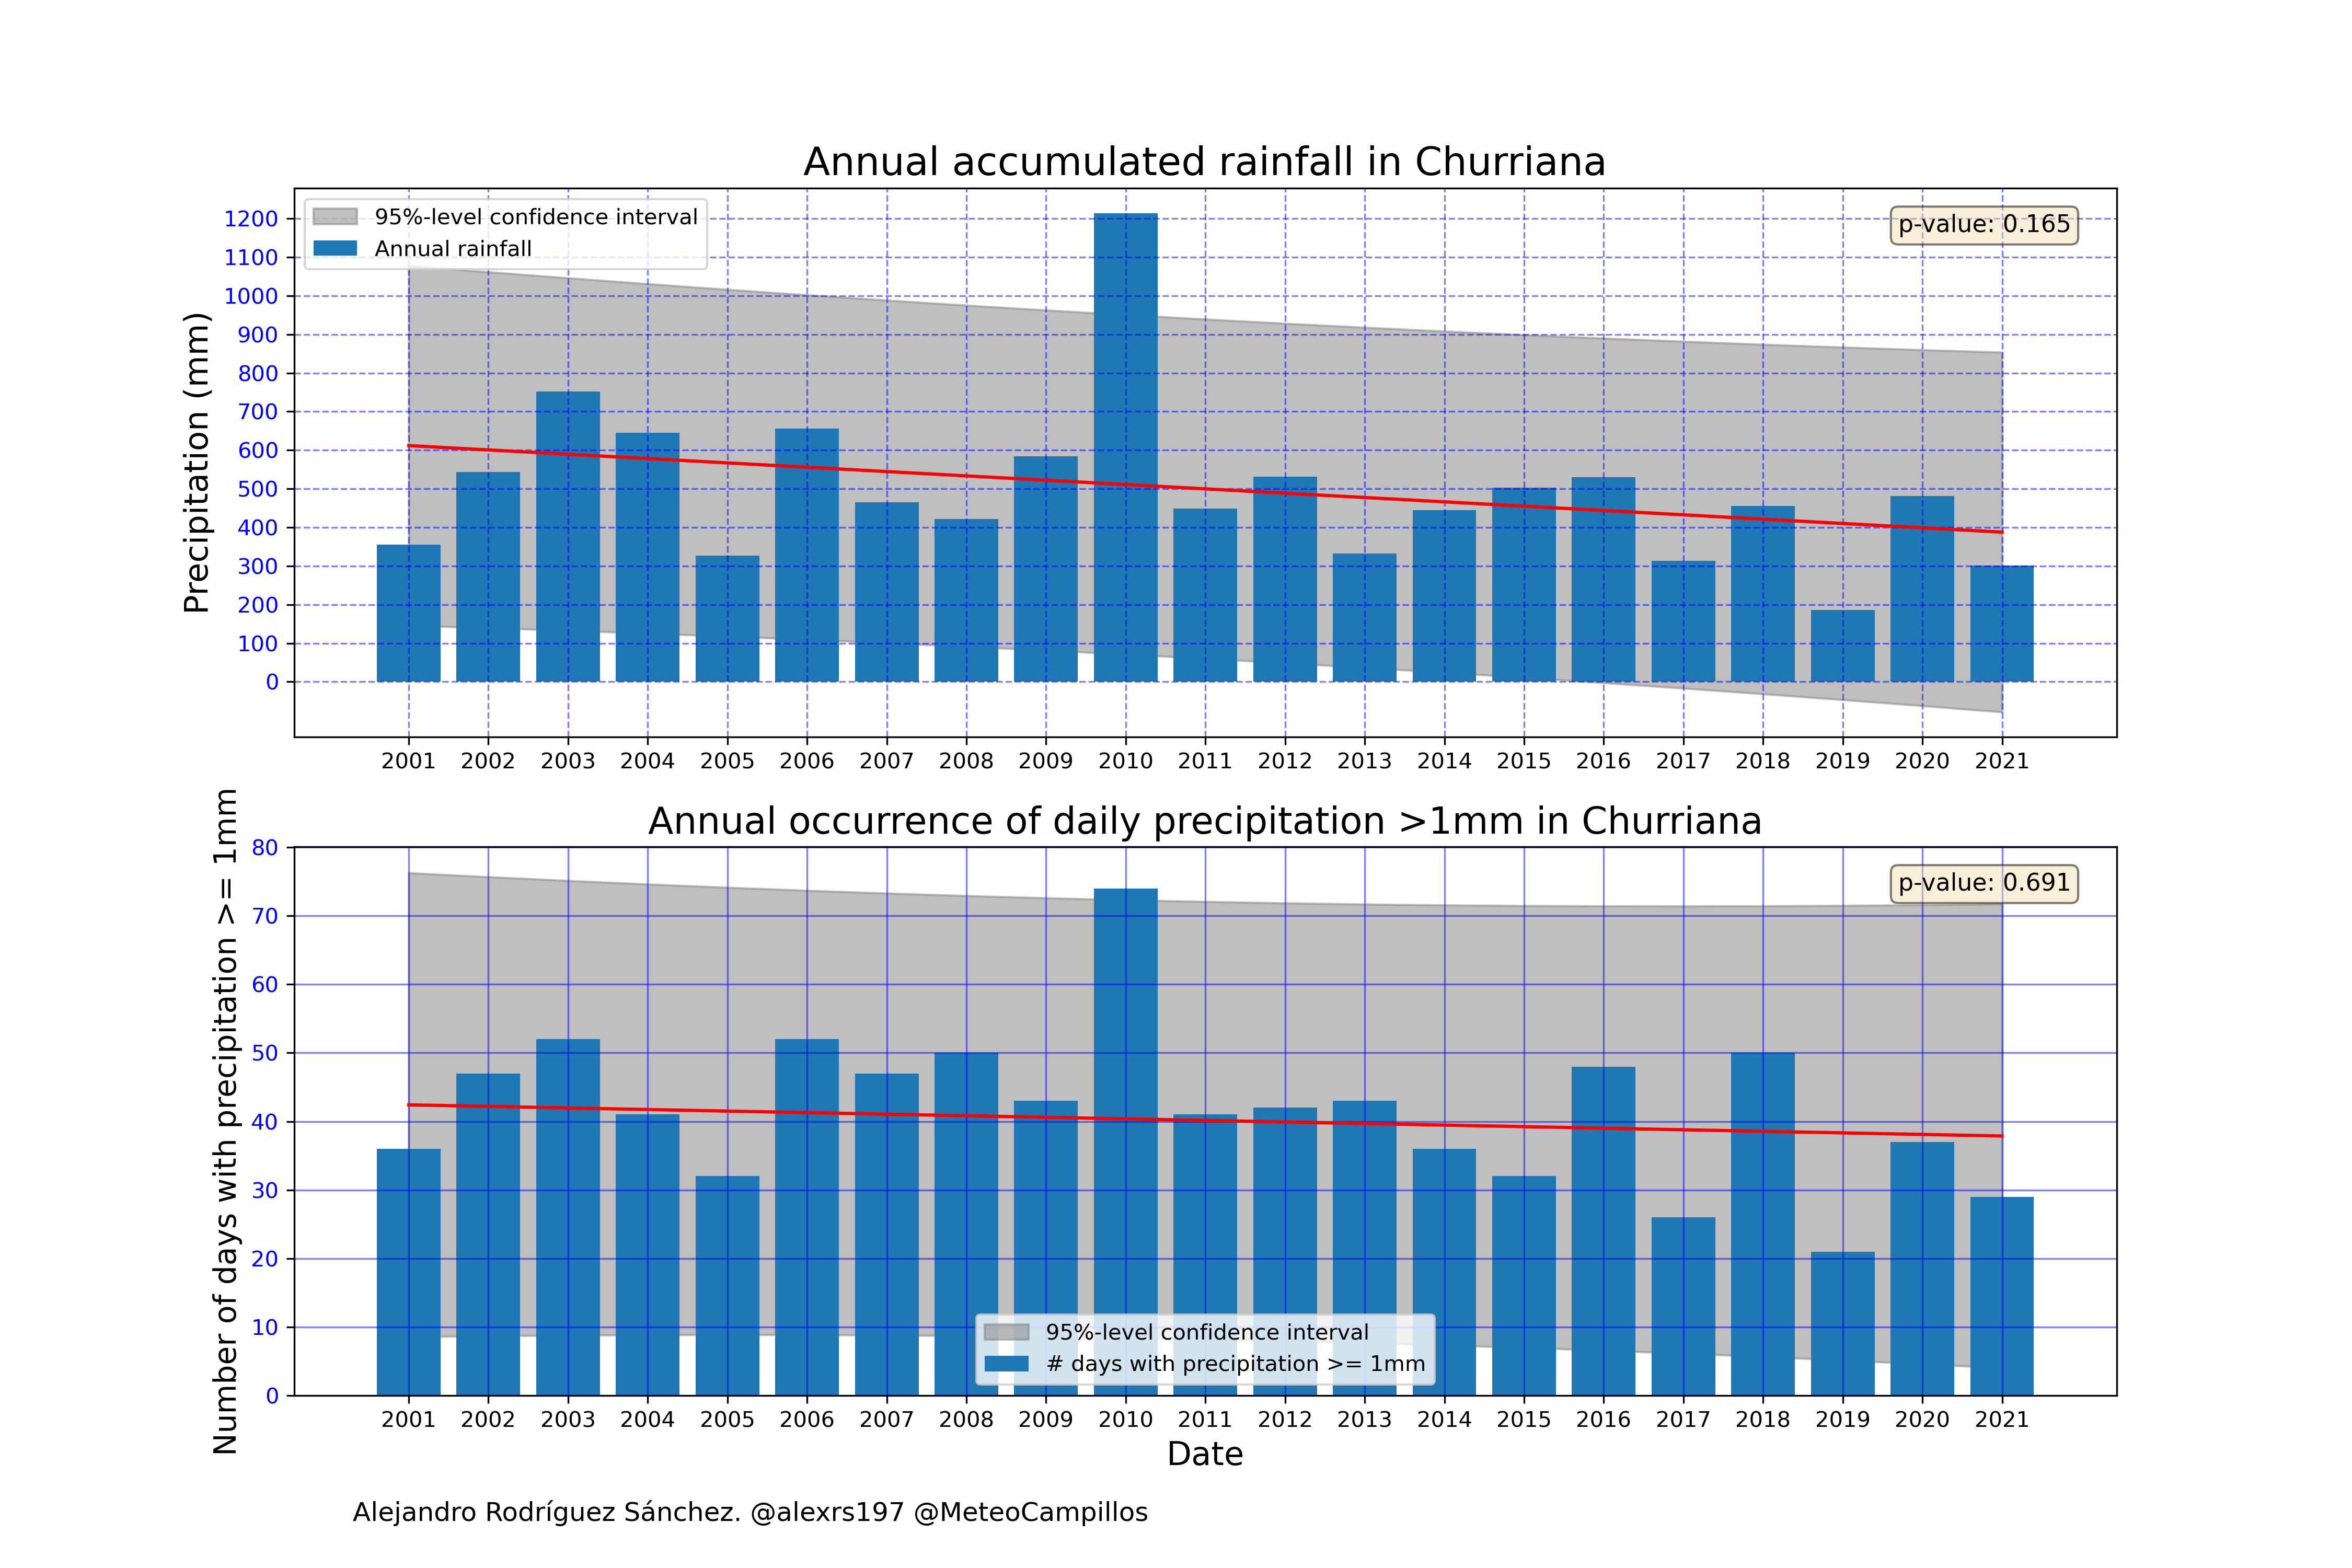 Annual accumulated rainfall in Churriana
95%-level confidence interval
Annual rainfall
p-value: 0.165
Precipitation (mm)
1200
1100
1000
900
800
700
600
500
400
300
200
100
0
2001 2002 2003 2004 2005 2006 2007 2008 2009 2010 2011 2012 2013 2014 2015 2016 2017 2018 2019 2020 2021
Annual occurrence of daily precipitation >1mm in Churriana
p-value: 0.691
Number of days with precipitation >= 1mm
80
70
60
50
40
30
20
10
0
95%-level confidence interval
# days with precipitation >= 1mm
2001 2002 2003 2004 2005 2006 2007 2008 2009 2010 2011 2012 2013 2014 2015 2016 2017 2018 2019 2020 2021
Date
Alejandro Rodríguez Sánchez. @alexrs197 @MeteoCampillos